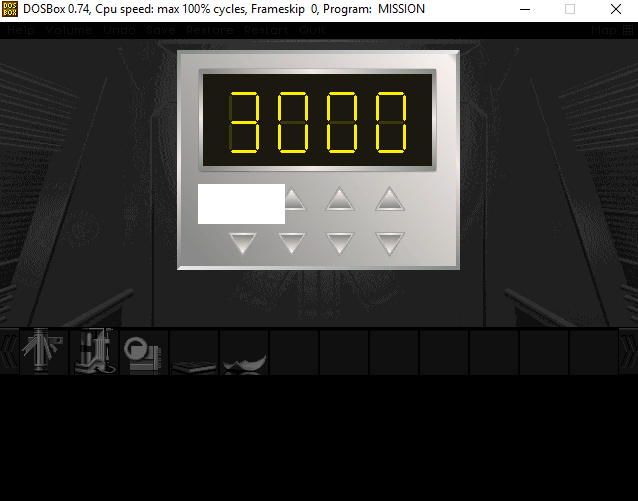 DOSBox 0.74, Cpu speed: max 100% cycles, Frameskip 0, Program: MISSION
Help Volume Undo Save Restore Restart Quit Map
3000